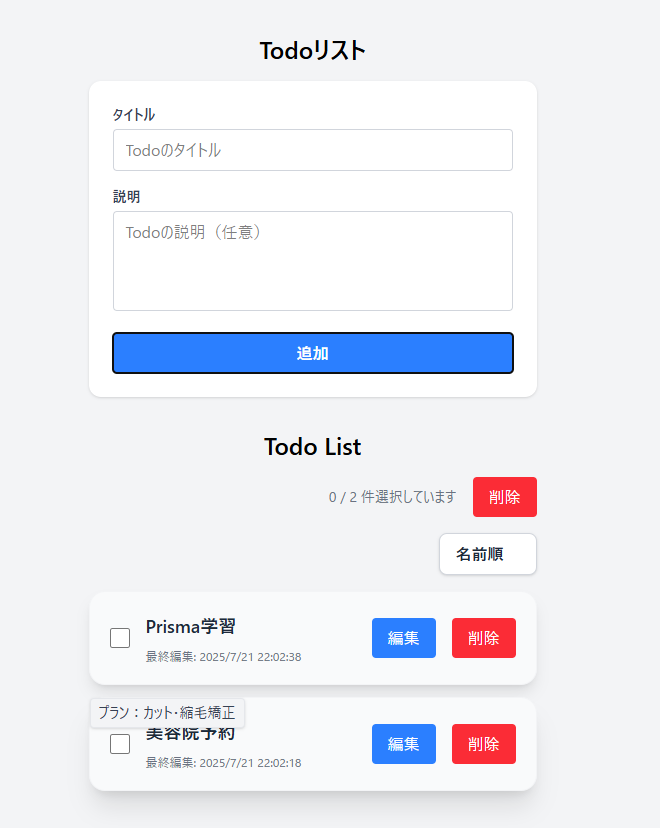 Todoリスト
タイトル
Todoのタイトル
説明
Todoの説明（任意）
追加
Todo List
0 / 2 件選択しています
削除
名前順
Prisma学習
最終編集: 2025/7/21 22:02:38
編集
削除
プラン：カット・縮毛矯正
美容院予約
最終編集: 2025/7/21 22:02:18
編集
削除